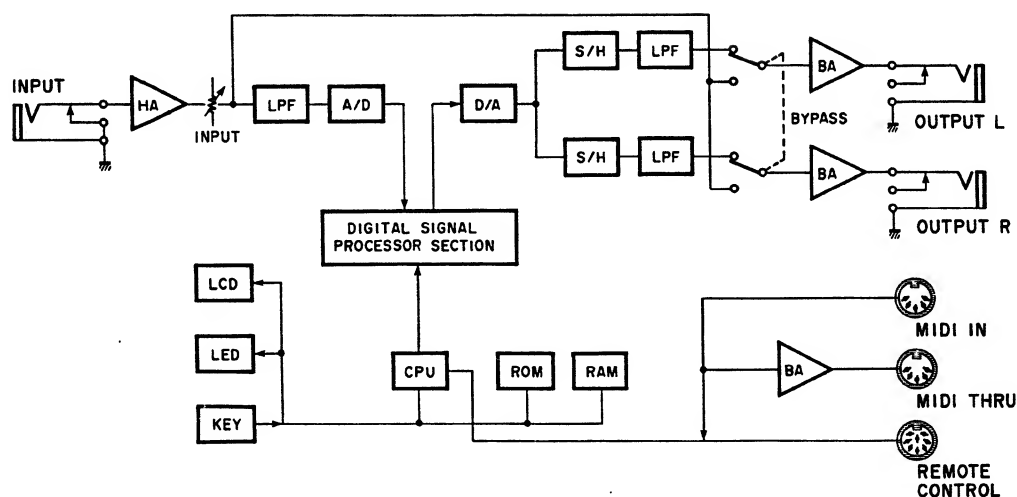 INPUT
HA
INPUT
LPF
A/D
D/A
S/H
LPF
S/H
LPF
BYPASS
BA
OUTPUT L
BA
OUTPUT R
DIGITAL SIGNAL
PROCESSOR SECTION
LCD
LED
KEY
CPU
ROM
RAM
BA
MIDI IN
MIDI THRU
REMOTE
CONTROL